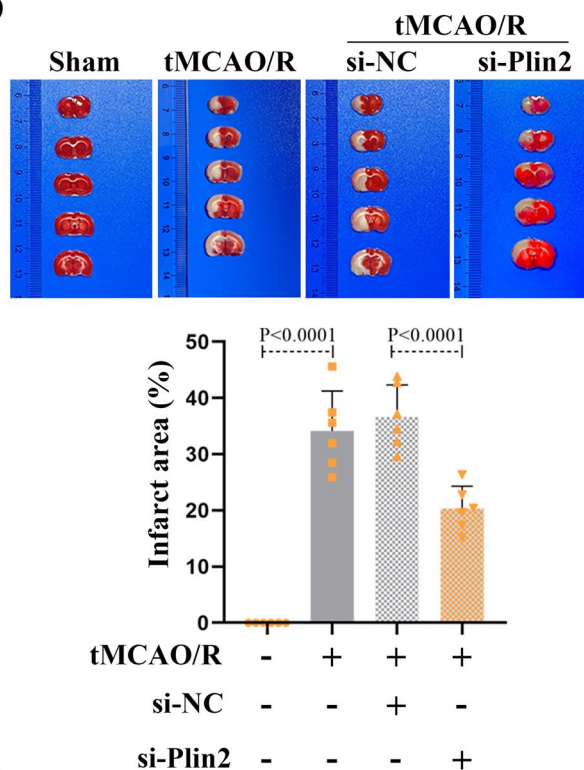 )
tMCAO/R
Sham tMCAO/R si-NC si-Plin2
P<0.0001 P<0.0001
Infarct area (%)
50
40
30
20
10
0
tMCAO/R - + + +
si-NC - - + -
si-Plin2 - - - +